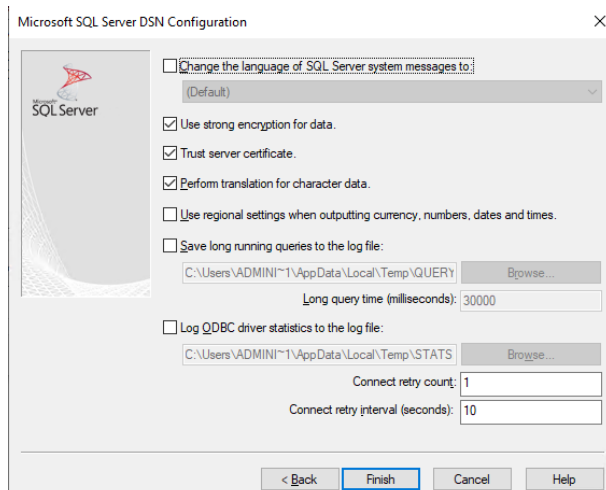 Microsoft SQL Server DSN Configuration
Microsoft
SQL Server
Change the language of SQL Server system messages to:
(Default)
Use strong encryption for data.
Trust server certificate.
Perform translation for character data.
Use regional settings when outputting currency, numbers, dates and times.
Save long running queries to the log file:
C:\Users\ADMINI~1\AppData\Local\Temp\QUERY
Browse...
Long query time (milliseconds):
30000
Log ODBC driver statistics to the log file:
C:\Users\ADMINI~1\AppData\Local\Temp\STATS
Browse...
Connect retry count:
1
Connect retry interval (seconds):
10
< Back
Finish
Cancel
Help